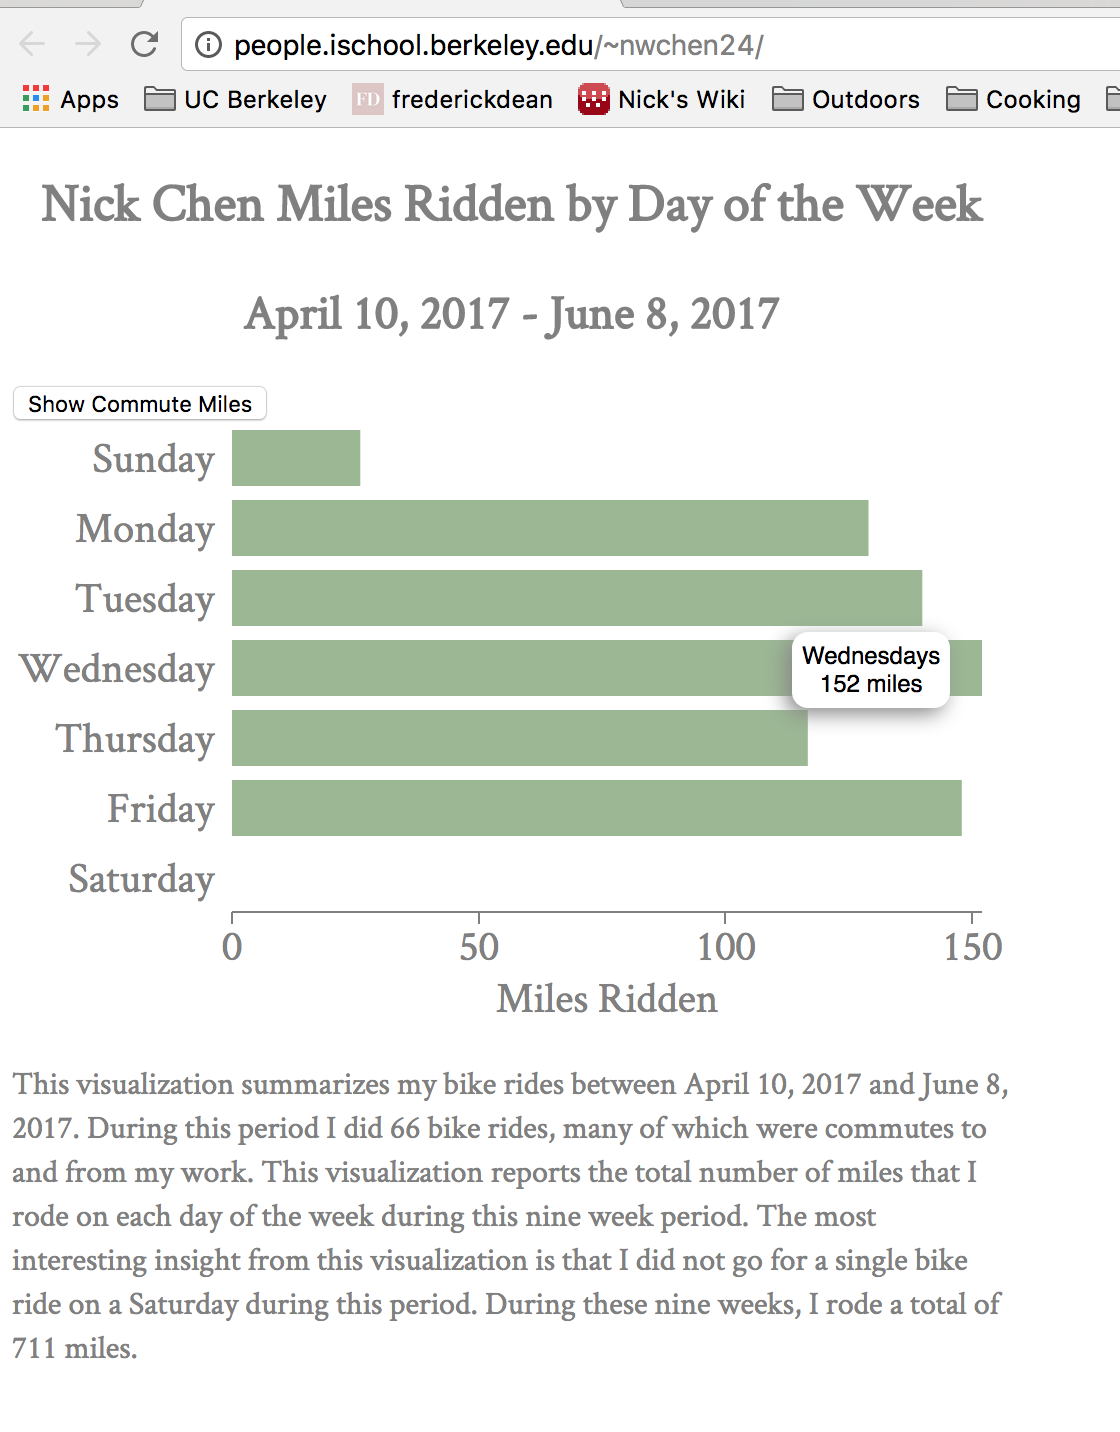 people.ischool.berkeley.edu/~nwchen24/
Apps UC Berkeley FD frederickdean Nick's Wiki Outdoors Cooking
Nick Chen Miles Ridden by Day of the Week
April 10, 2017 - June 8, 2017
Show Commute Miles
Sunday
Monday
Tuesday
Wednesday
Wednesdays
152 miles
Thursday
Friday
Saturday
0 50 100 150
Miles Ridden
This visualization summarizes my bike rides between April 10, 2017 and June 8,
2017. During this period I did 66 bike rides, many of which were commutes to
and from my work. This visualization reports the total number of miles that I
rode on each day of the week during this nine week period. The most
interesting insight from this visualization is that I did not go for a single bike
ride on a Saturday during this period. During these nine weeks, I rode a total of
711 miles.